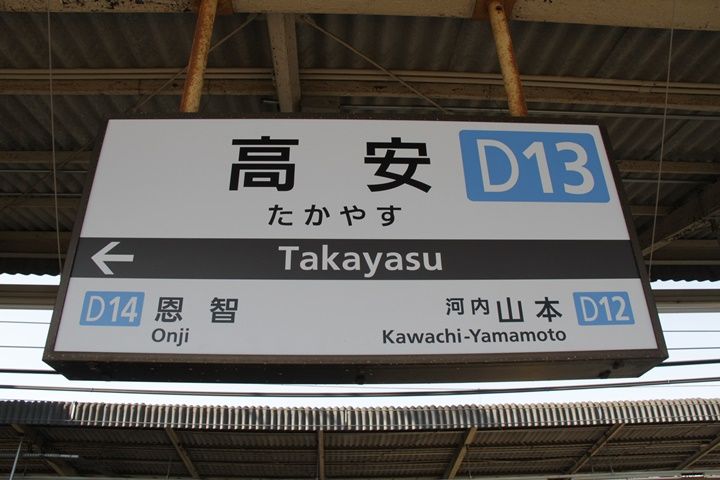 高安 D13
たかやす
← Takayasu
D14 恩智 河内山本 D12
Onji Kawachi-Yamamoto